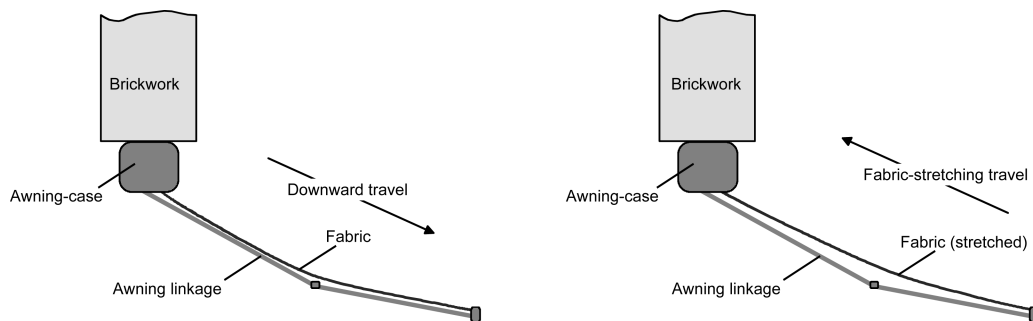 Brickwork
Awning-case
Downward travel
Fabric
Awning linkage
Brickwork
Awning-case
Fabric-stretching travel
Fabric (stretched)
Awning linkage